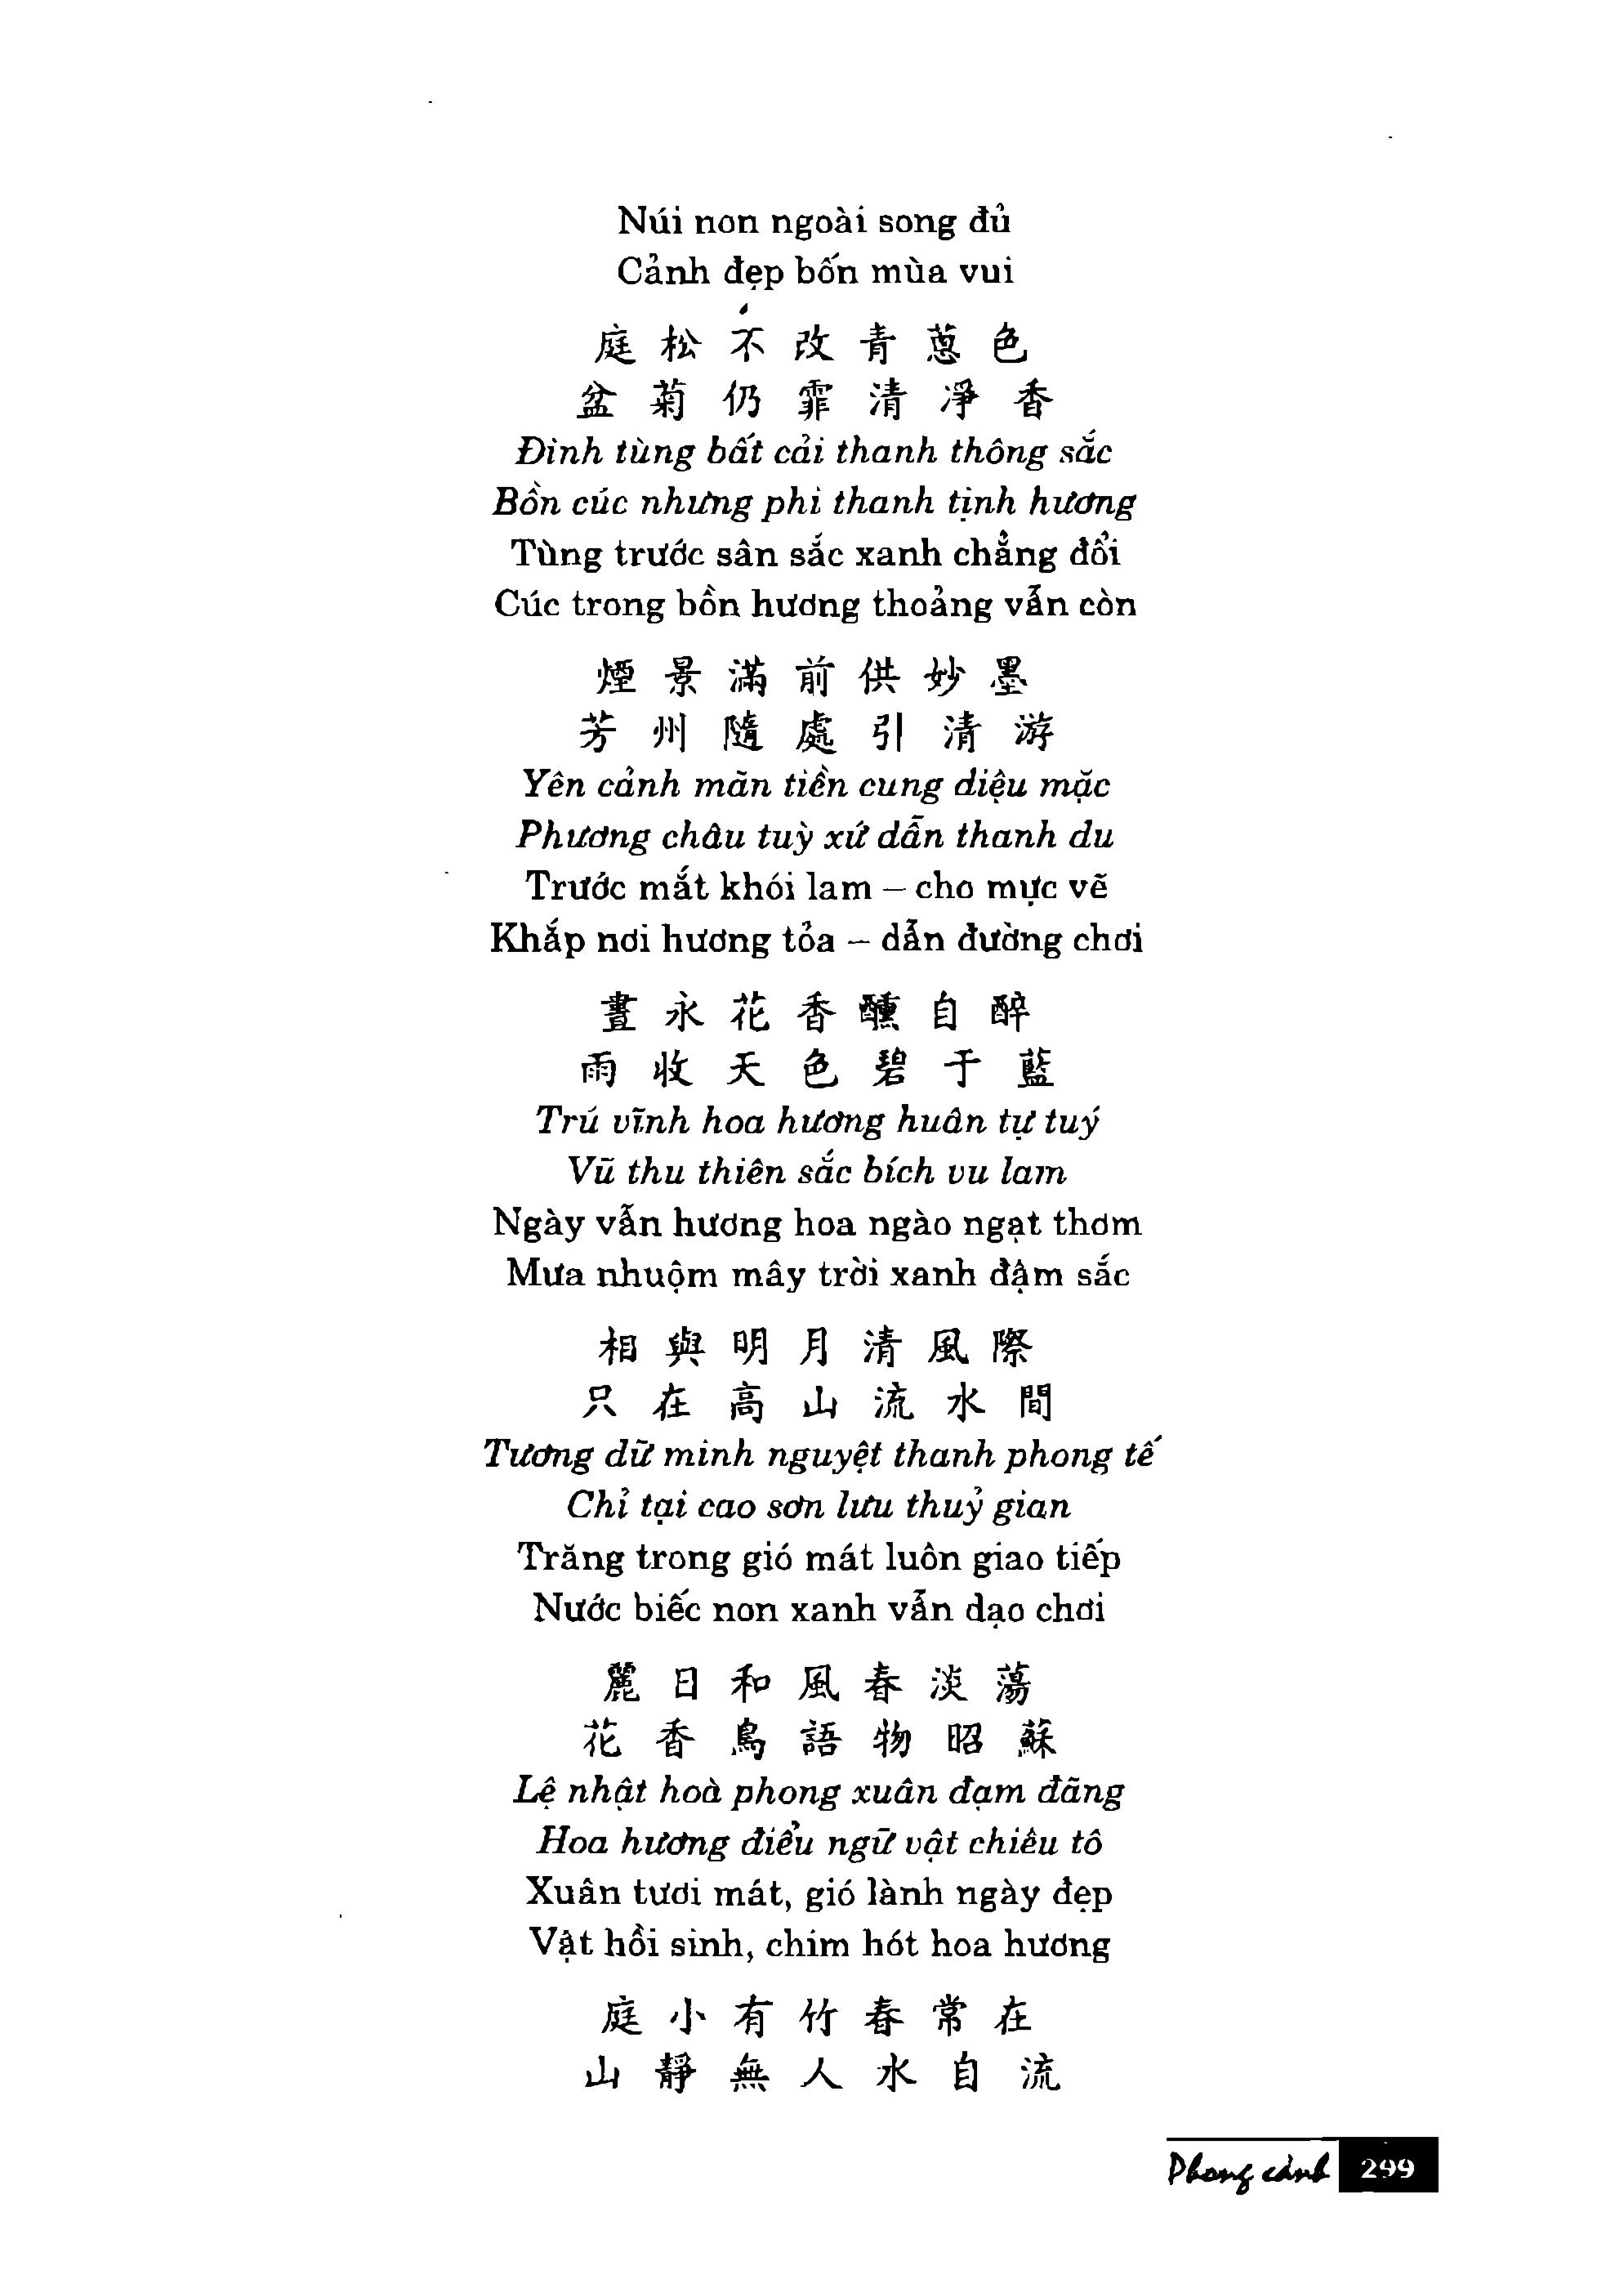 Núi non ngoài song đủ
Cảnh đẹp bốn mùa vui
庭松不改青蔥色
盆菊仍霏清淨香
Đình tùng bất cải thanh thông sắc
Bồn cúc nhưng phi thanh tịnh hương
Tùng trước sân sắc xanh chẳng đổi
Cúc trong bồn hương thoảng vẫn còn
煙景滿前供妙墨
芳州隨處引清游
Yên cảnh mãn tiền cung diệu mặc
Phương châu tuỳ xứ dẫn thanh du
Trước mắt khói lam – cho mực vẽ
Khắp nơi hương tỏa – dẫn đường chơi
晝永花香醺自醉
雨收天色碧于藍
Trú vĩnh hoa hương huân tự tuý
Vũ thu thiên sắc bích vu lam
Ngày vẫn hương hoa ngào ngạt thơm
Mưa nhuộm mây trời xanh đậm sắc
相與明月清風際
只在高山流水間
Tương dữ minh nguyệt thanh phong tế
Chỉ tại cao sơn lưu thuỷ gian
Trăng trong gió mát luôn giao tiếp
Nước biếc non xanh vẫn dạo chơi
麗日和風春淡蕩
花香鳥語物昭蘇
Lệ nhật hoà phong xuân đạm đãng
Hoa hương điểu ngữ vật chiêu tô
Xuân tươi mát, gió lành ngày đẹp
Vật hồi sinh, chim hót hoa hương
庭小有竹春常在
山靜無人水自流
Phong cảnh 299